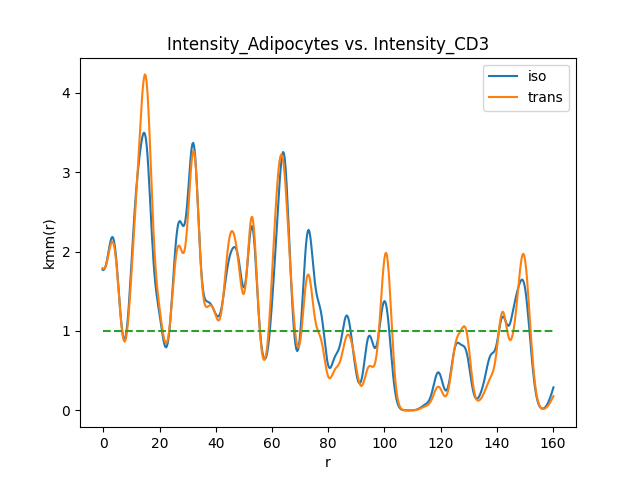 Intensity_Adipocytes vs. Intensity_CD3
iso
trans
kmm(r)
4
3
2
1
0
0 20 40 60 80 100 120 140 160
r